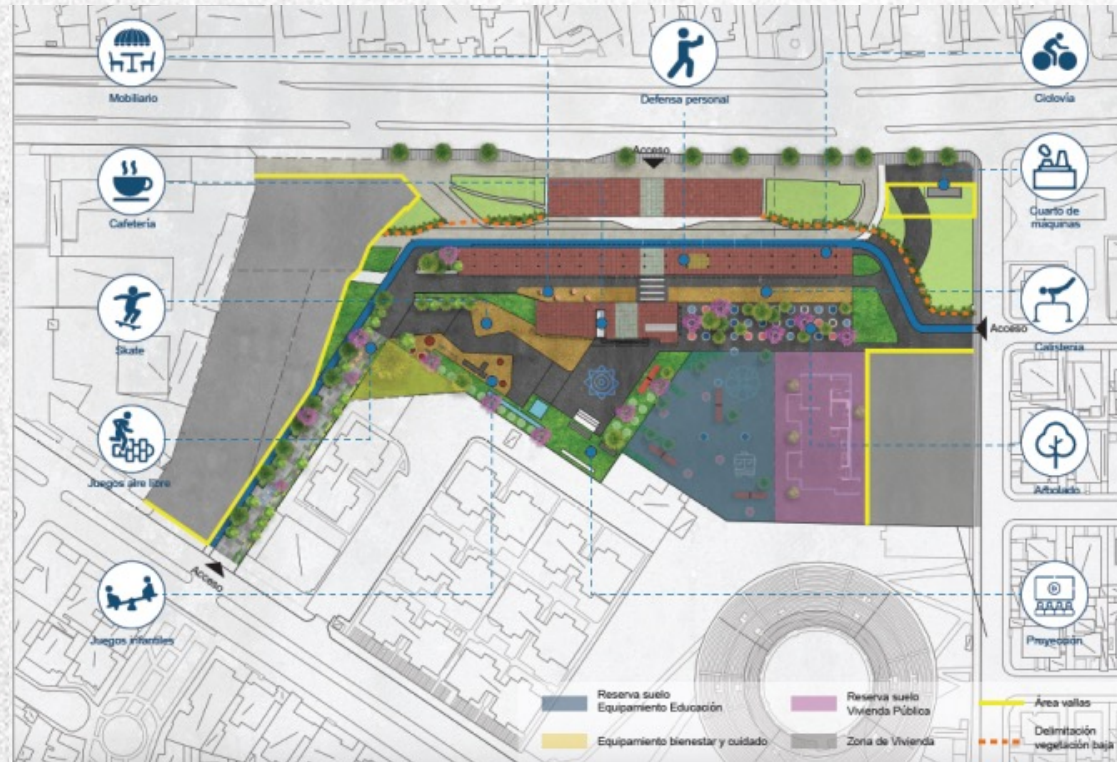 Mobiliario
Defensa personal
Ciclovía
Acceso
Cafetería
Cuarto de
máquinas
Skate
Calistenia
Acceso
Juegos aire libre
Arbolado
Acceso
Juegos infantiles
Proyección
Reserva suelo
Equipamiento Educación
Reserva suelo
Vivienda Pública
Área vallas
Equipamiento bienestar y cuidado
Zona de Vivienda
Delimitación
vegetación baja